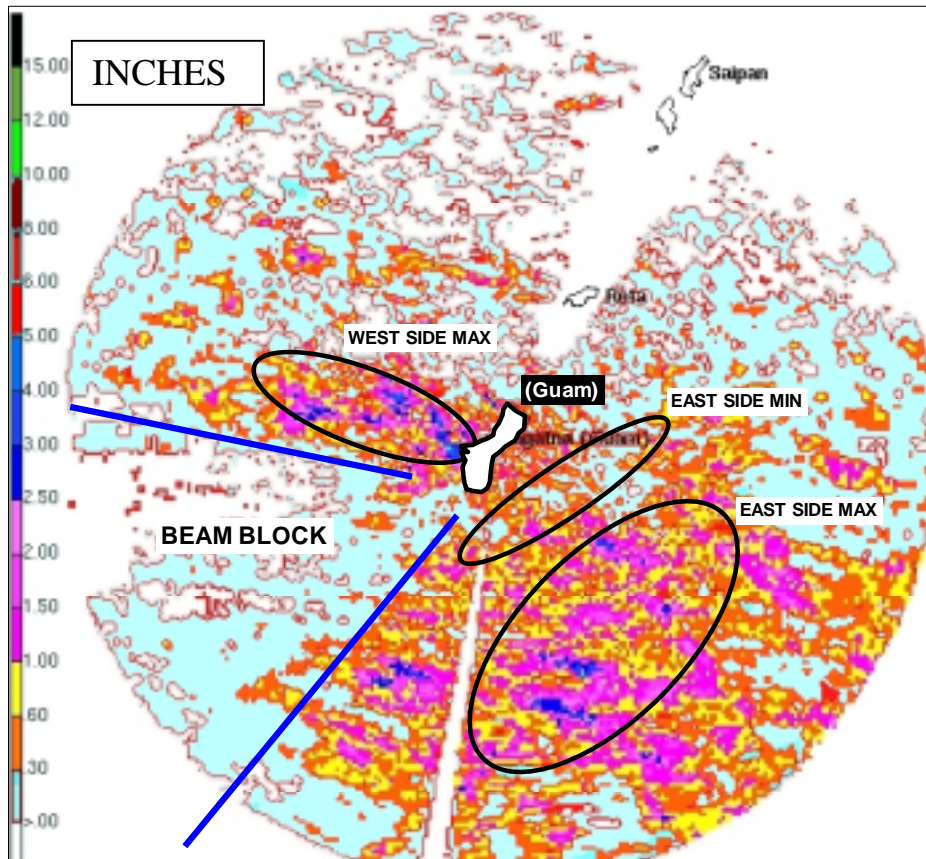 INCHES
15.00
12.00
10.00
8.00
6.00
5.00
4.00
3.00
2.50
2.00
1.50
1.00
.60
.30
>.00
Saipan
Rota
WEST SIDE MAX
(Guam)
EAST SIDE MIN
EAST SIDE MAX
BEAM BLOCK